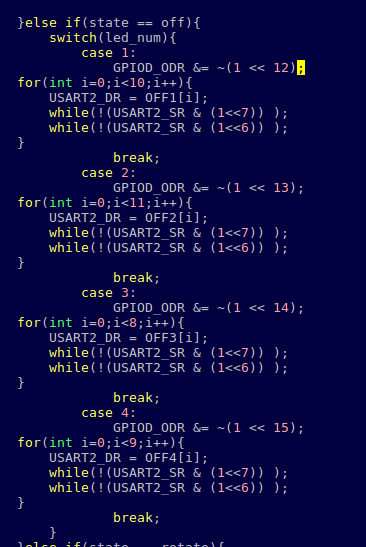 }else if(state == off){
    switch(led_num){
        case 1:
            GPIOD_ODR &= ~(1 << 12);
for(int i=0;i<10;i++){
    USART2_DR = OFF1[i];
    while(!(USART2_SR & (1<<7)) );
    while(!(USART2_SR & (1<<6)) );
}
            break;
        case 2:
            GPIOD_ODR &= ~(1 << 13);
for(int i=0;i<11;i++){
    USART2_DR = OFF2[i];
    while(!(USART2_SR & (1<<7)) );
    while(!(USART2_SR & (1<<6)) );
}
            break;
        case 3:
            GPIOD_ODR &= ~(1 << 14);
for(int i=0;i<8;i++){
    USART2_DR = OFF3[i];
    while(!(USART2_SR & (1<<7)) );
    while(!(USART2_SR & (1<<6)) );
}
            break;
        case 4:
            GPIOD_ODR &= ~(1 << 15);
for(int i=0;i<9;i++){
    USART2_DR = OFF4[i];
    while(!(USART2_SR & (1<<7)) );
    while(!(USART2_SR & (1<<6)) );
}
            break;
    }
}else if(state == rotate){